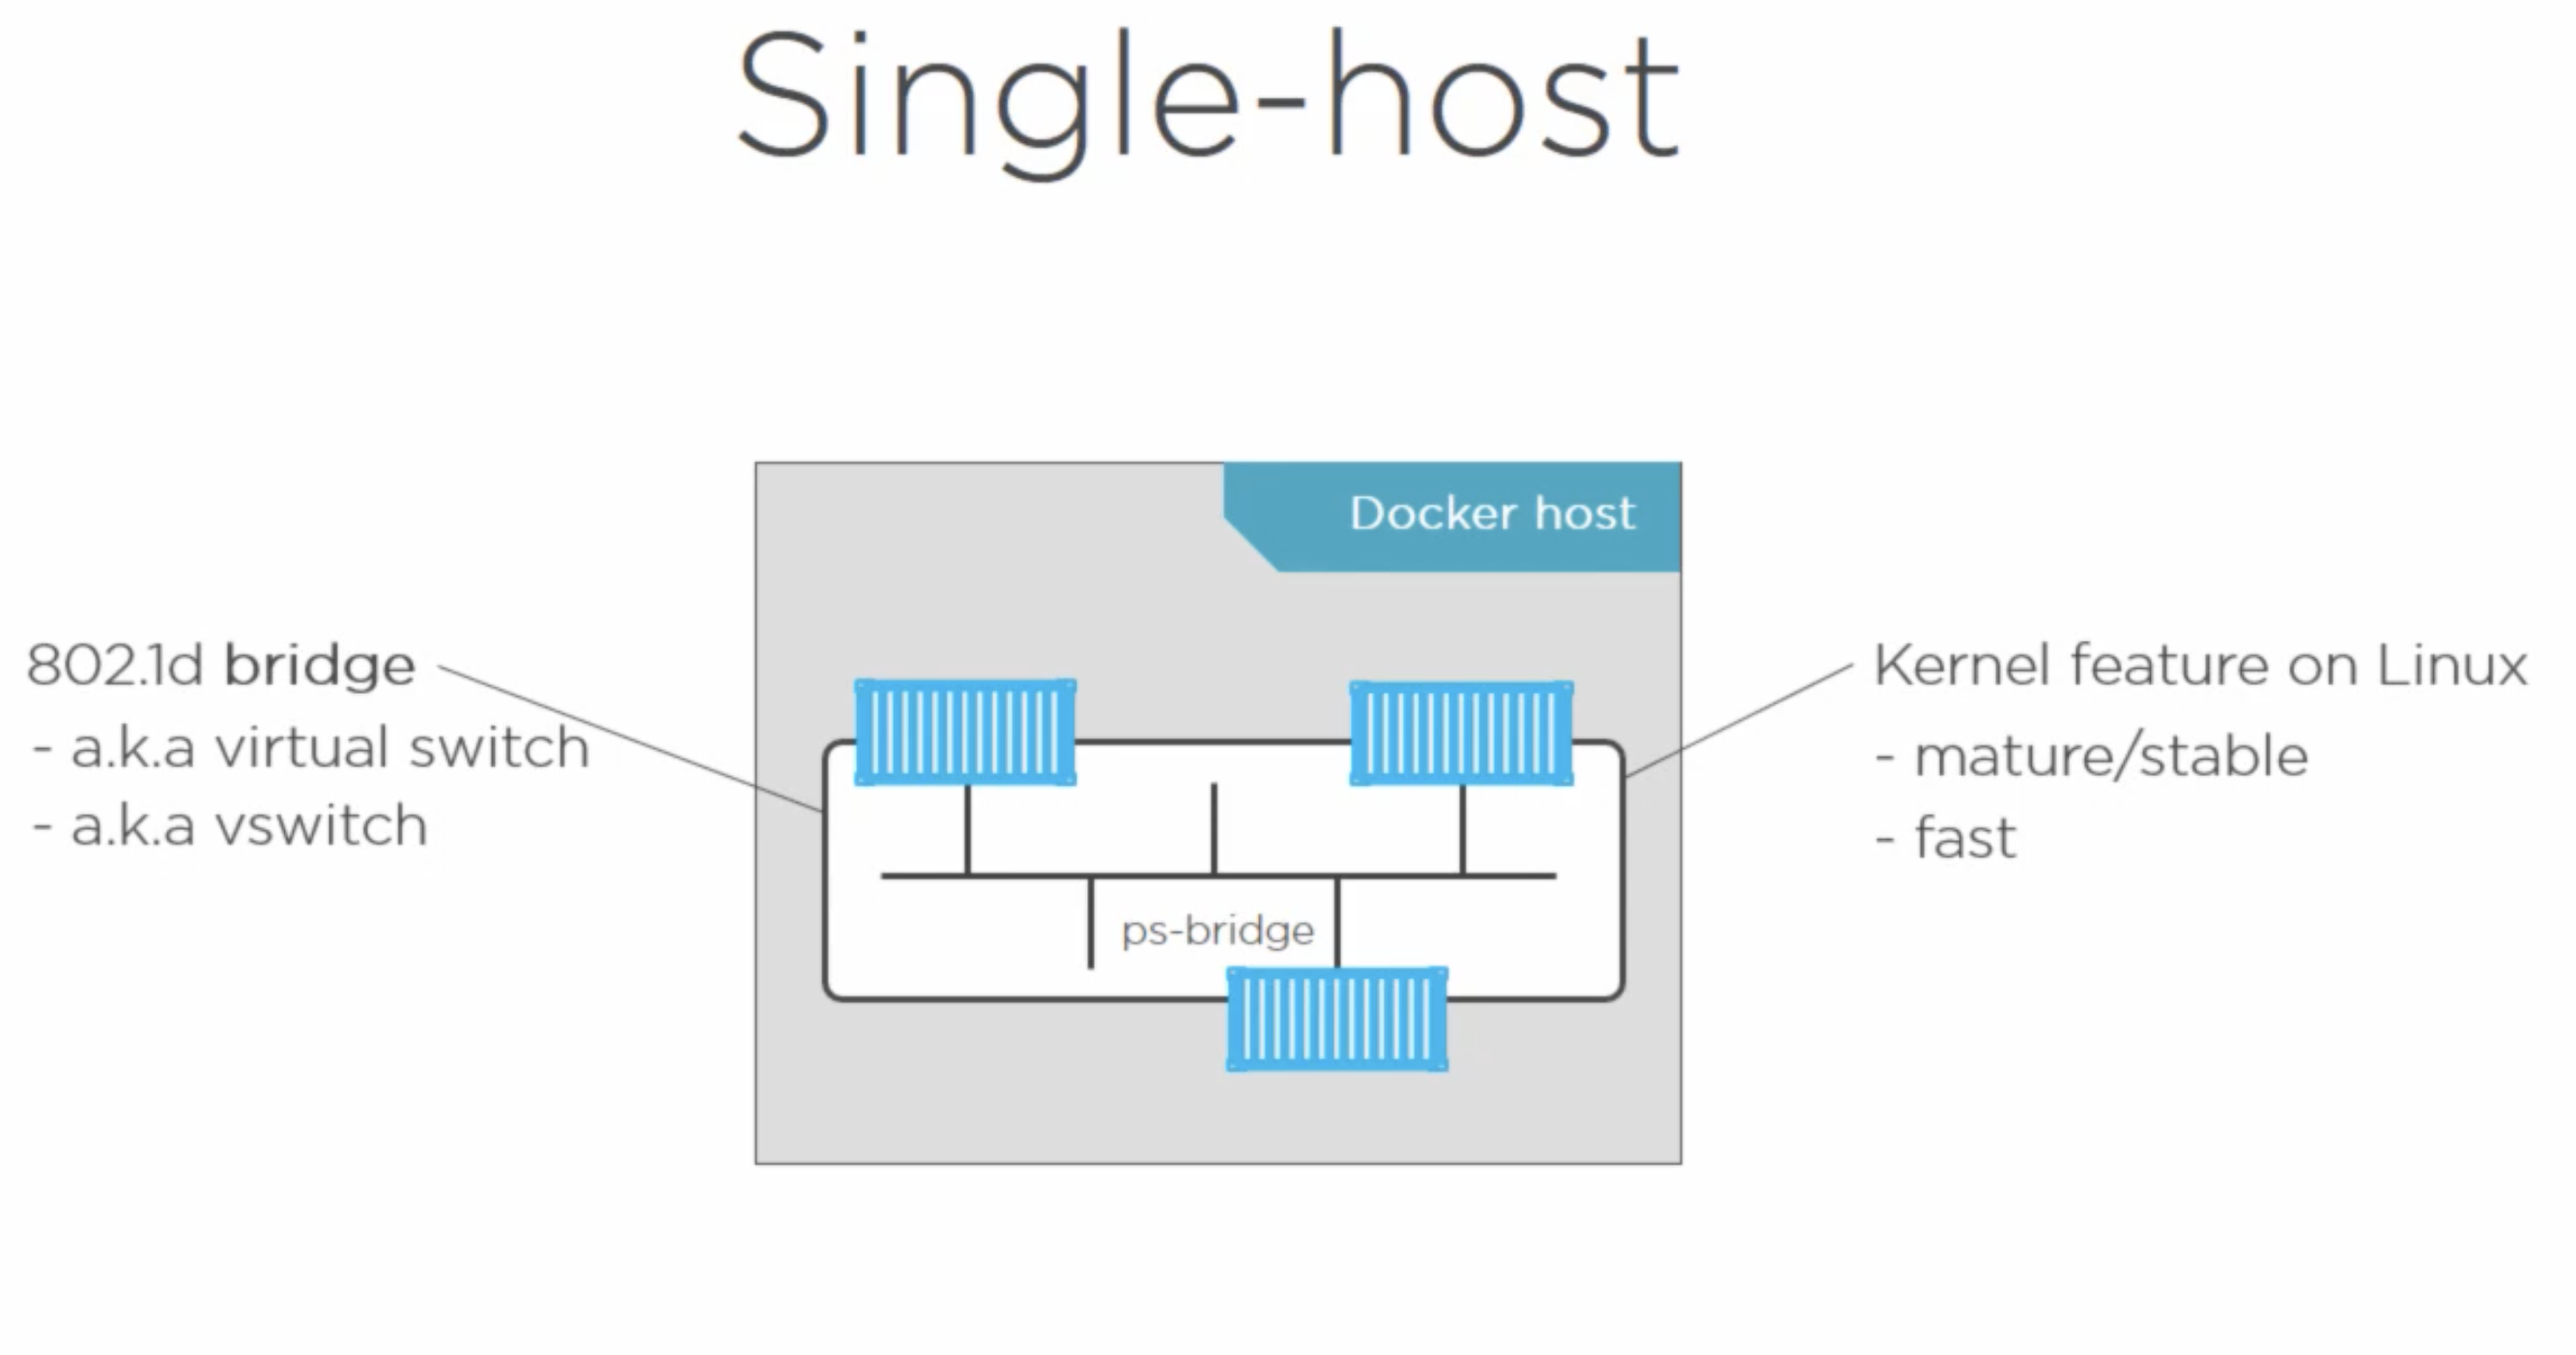 Single-host
Docker host
802.1d bridge
- a.k.a virtual switch
- a.k.a vswitch
Kernel feature on Linux
- mature/stable
- fast
ps-bridge